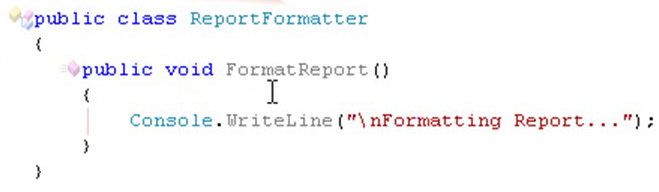 public class ReportFormatter
{
public void FormatReport()
{
Console.WriteLine("\nFormatting Report...");
}
}